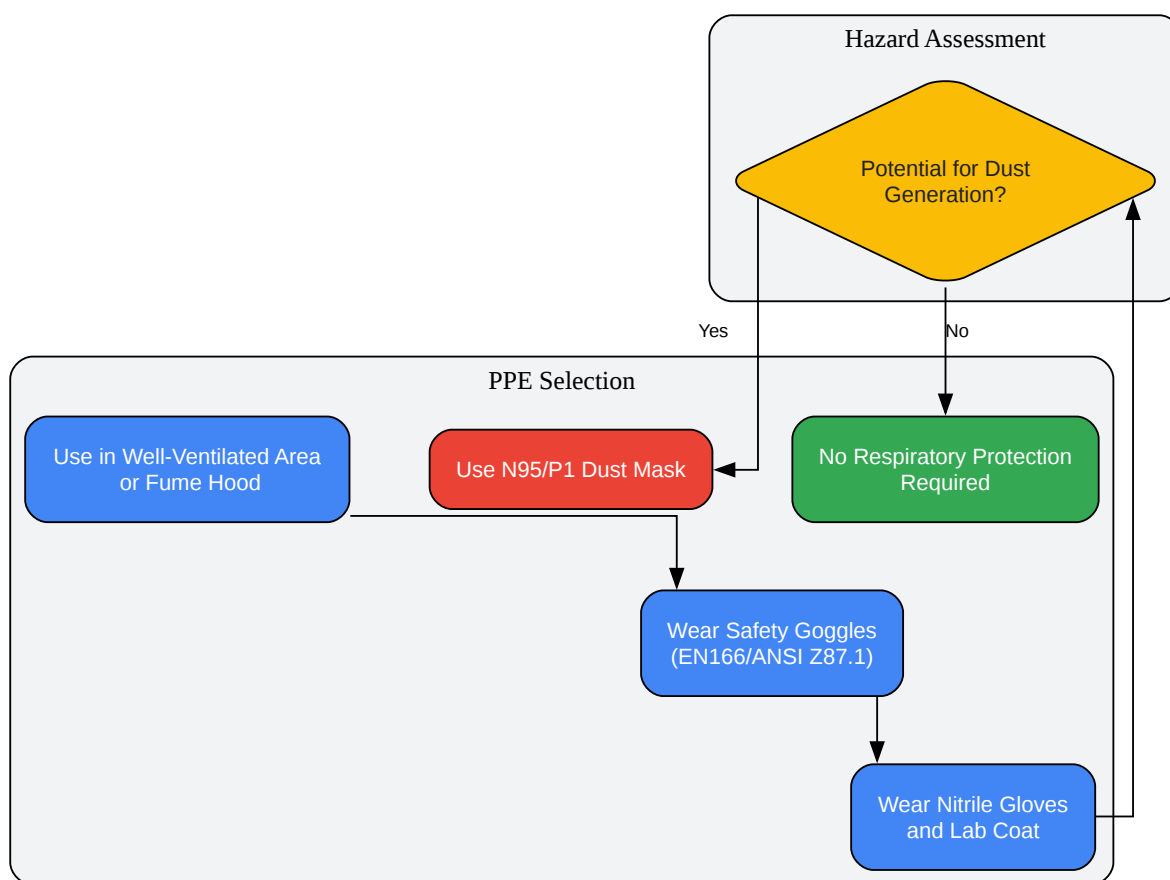 Hazard Assessment
Potential for Dust
Generation?
Yes
No
PPE Selection
Use in Well-Ventilated Area
or Fume Hood
Use N95/P1 Dust Mask
No Respiratory Protection
Required
Wear Safety Goggles
(EN166/ANSI Z87.1)
Wear Nitrile Gloves
and Lab Coat